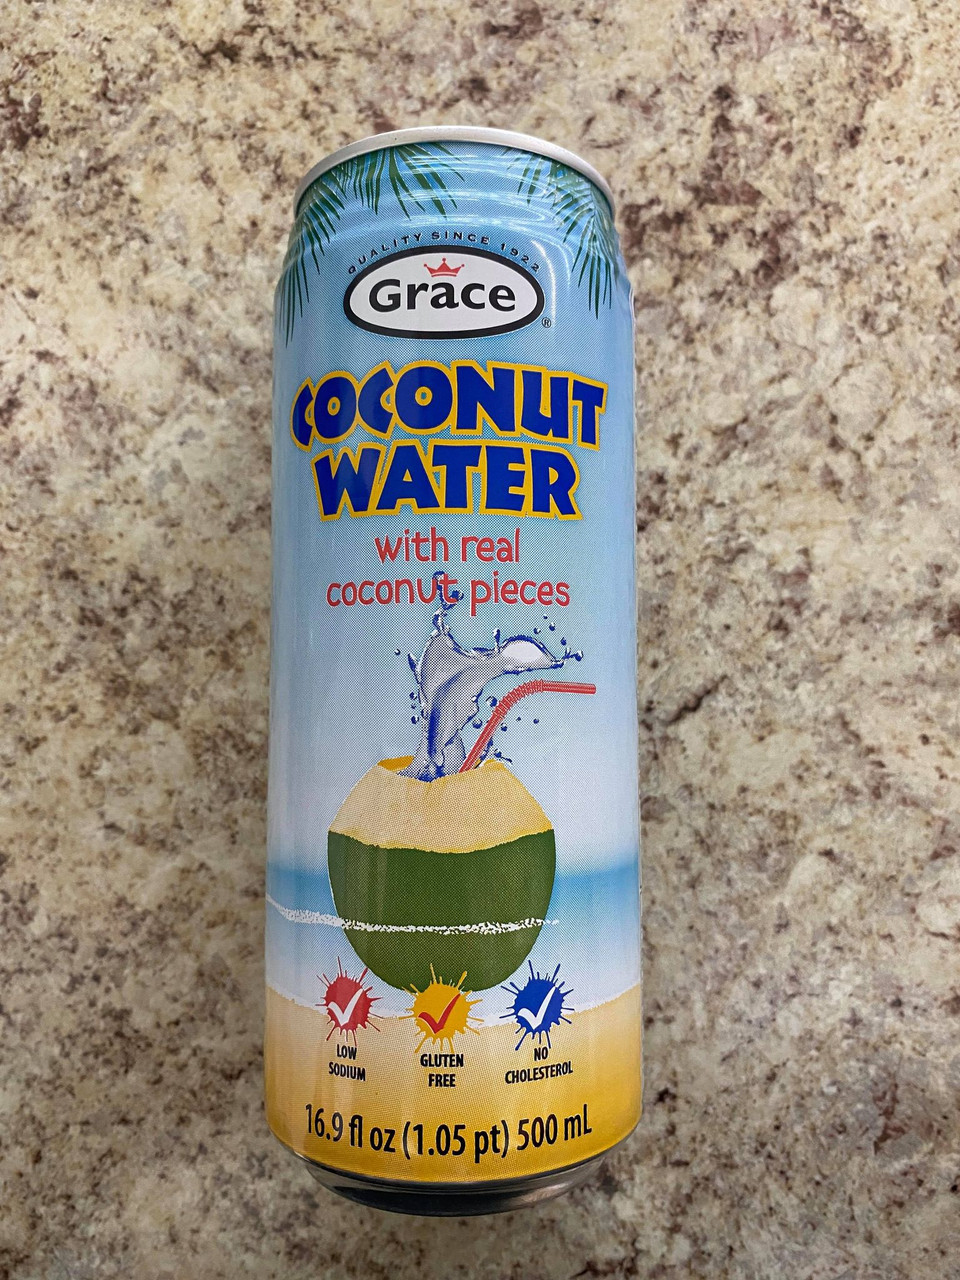 QUALITY SINCE 1922
Grace®
COCONUT
WATER
with real
coconut pieces
LOW
SODIUM
GLUTEN
FREE
NO
CHOLESTEROL
16.9 fl oz (1.05 pt) 500 mL